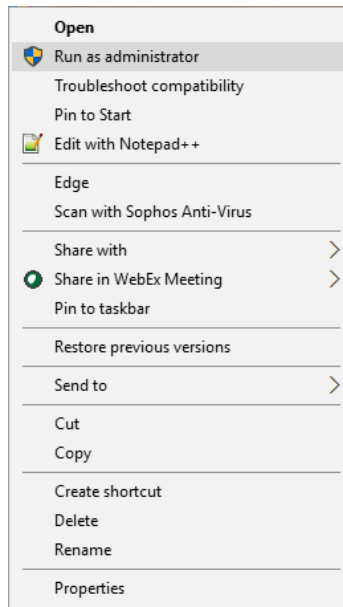 Open
Run as administrator
Troubleshoot compatibility
Pin to Start
Edit with Notepad++
Edge
Scan with Sophos Anti-Virus
Share with
Share in WebEx Meeting
Pin to taskbar
Restore previous versions
Send to
Cut
Copy
Create shortcut
Delete
Rename
Properties